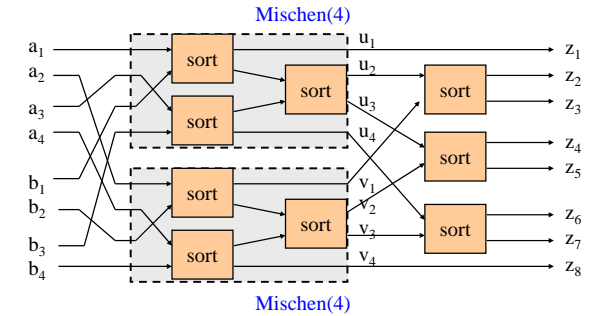 Mischen(4)
a1 u1 z1
sort
a2 u2 z2
sort sort
a3 u3 z3
sort
a4 u4 z4
sort
b1 v1 z5
sort
b2 v2 z6
sort sort
b3 v3 z7
sort
b4 v4 z8
Mischen(4)